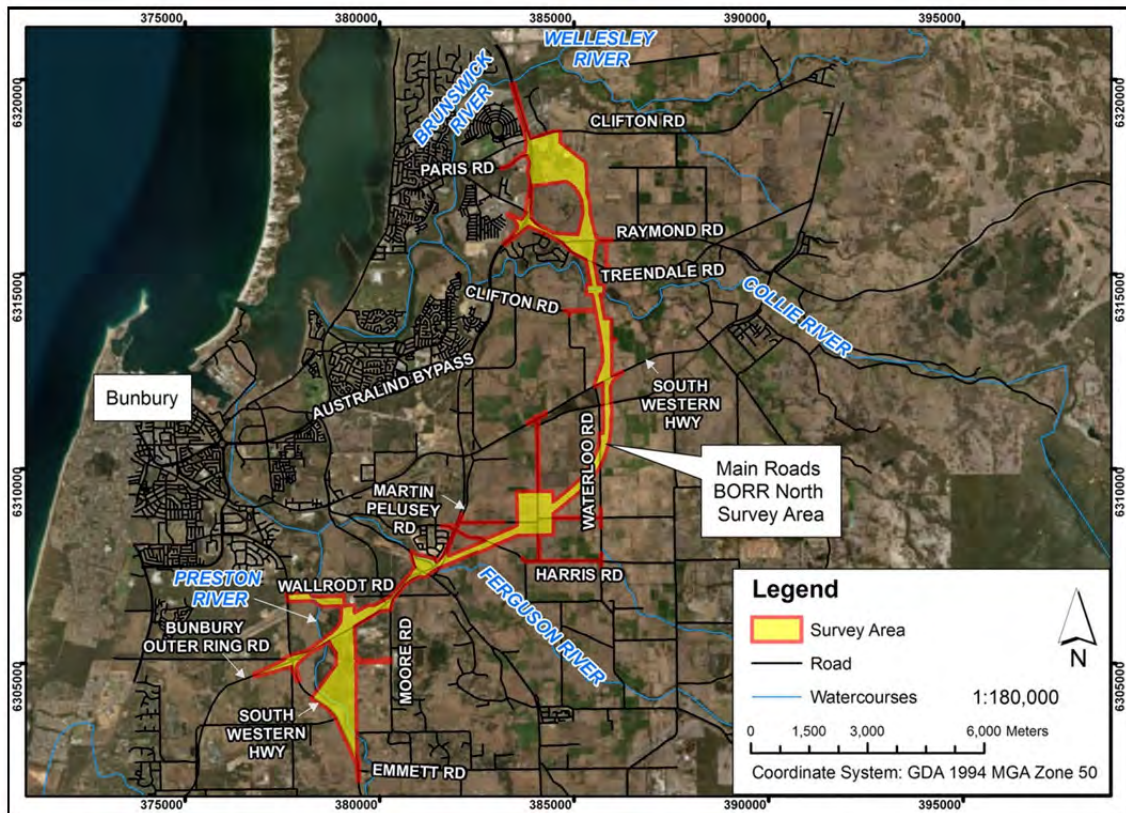 375000
380000
385000
390000
395000
6320000
6320000
WELLESLEY
RIVER
BRUNSWICK
RIVER
CLIFTON RD
PARIS RD
RAYMOND RD
TREENDALE RD
6315000
6315000
CLIFTON RD
COLLIE RIVER
AUSTRALIND BYPASS
SOUTH
WESTERN
HWY
Bunbury
WATERLOO RD
6310000
6310000
Main Roads
BORR North
Survey Area
MARTIN
PELUSEY
RD
HARRIS RD
FERGUSON RIVER
PRESTON
RIVER
WALLRODT RD
BUNBURY
OUTER RING RD
MOORE RD
6305000
6305000
SOUTH
WESTERN
HWY
EMMETT RD
Legend
Survey Area
Road
Watercourses
1:180,000
N
0 1,500 3,000 6,000 Meters
Coordinate System: GDA 1994 MGA Zone 50
375000
380000
385000
390000
395000